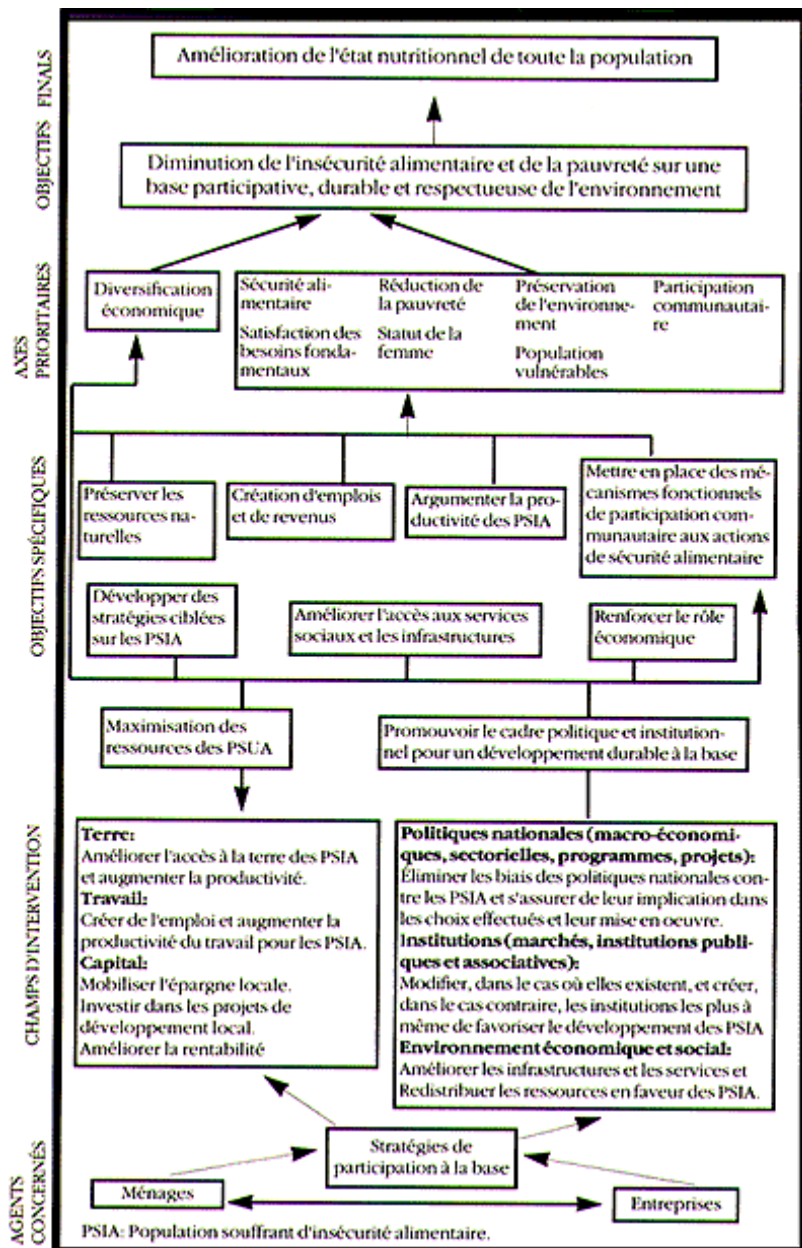 OBJECTIFS FINALS
Amélioration de l'état nutritionnel de toute la population
Diminution de l'insécurité alimentaire et de la pauvreté sur une
base participative, durable et respectueuse de l'environnement
AXES
PRIORITAIRES
Diversification
économique
Sécurité ali-
mentaire
Satisfaction des
besoins fonda-
mentaux
Réduction de
la pauvreté
Statut de la
femme
Préservation
de l'environne-
ment
Population
vulnérables
Participation
communautai-
re
OBJECTIFS SPÉCIFIQUES
Préserver les
ressources na-
turelles
Création d'emplois
et de revenus
Argumenter la pro-
ductivité des PSIA
Mettre en place des mé-
canismes fonctionnels
de participation com-
munautaire aux actions
de sécurité alimentaire
Développer des
stratégies ciblées
sur les PSIA
Améliorer l'accès aux services
sociaux et les infrastructures
Renforcer le rôle
économique
Maximisation des
ressources des PSUA
Promouvoir le cadre politique et institution-
nel pour un développement durable à la base
CHAMPS D'INTERVENTION
Terre:
Améliorer l'accès à la terre des PSIA
et augmenter la productivité.
Travail:
Créer de l'emploi et augmenter la
productivité du travail pour les PSIA.
Capital:
Mobiliser l'épargne locale.
Investir dans les projets de
développement local.
Améliorer la rentabilité
Politiques nationales (macro-économi-
ques, sectorielles, programmes, projets):
Éliminer les biais des politiques nationales con-
tre les PSIA et s'assurer de leur implication dans
les choix effectués et leur mise en oeuvre.
Institutions (marchés, institutions publi-
ques et associatives):
Modifier, dans le cas où elles existent, et créer,
dans le cas contraire, les institutions les plus à
même de favoriser le développement des PSIA
Environnement économique et social:
Améliorer les infrastructures et les services et
Redistribuer les ressources en faveur des PSIA.
AGENTS
CONCERNÉS
Stratégies de
participation à la base
Ménages
Entreprises
PSIA: Population souffrant d'insécurité alimentaire.